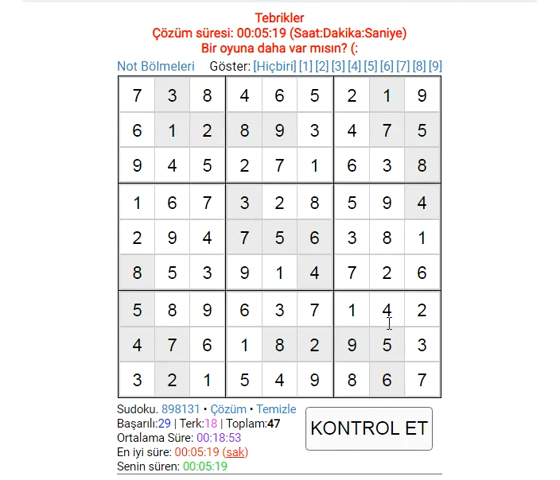 Tebrikler
Çözüm süresi: 00:05:19 (Saat:Dakika:Saniye)
Bir oyuna daha var mısın? (:
Not Bölmeleri Göster: [Hiçbiri] [1] [2] [3] [4] [5] [6] [7] [8] [9]
7 3 8 4 6 5 2 1 9
6 1 2 8 9 3 4 7 5
9 4 5 2 7 1 6 3 8
1 6 7 3 2 8 5 9 4
2 9 4 7 5 6 3 8 1
8 5 3 9 1 4 7 2 6
5 8 9 6 3 7 1 4 2
4 7 6 1 8 2 9 5 3
3 2 1 5 4 9 8 6 7
Sudoku. 898131 • Çözüm • Temizle
Başarılı:29 | Terk:18 | Toplam:47
Ortalama Süre: 00:18:53
En iyi süre: 00:05:19 (sak)
Senin süren: 00:05:19
KONTROL ET